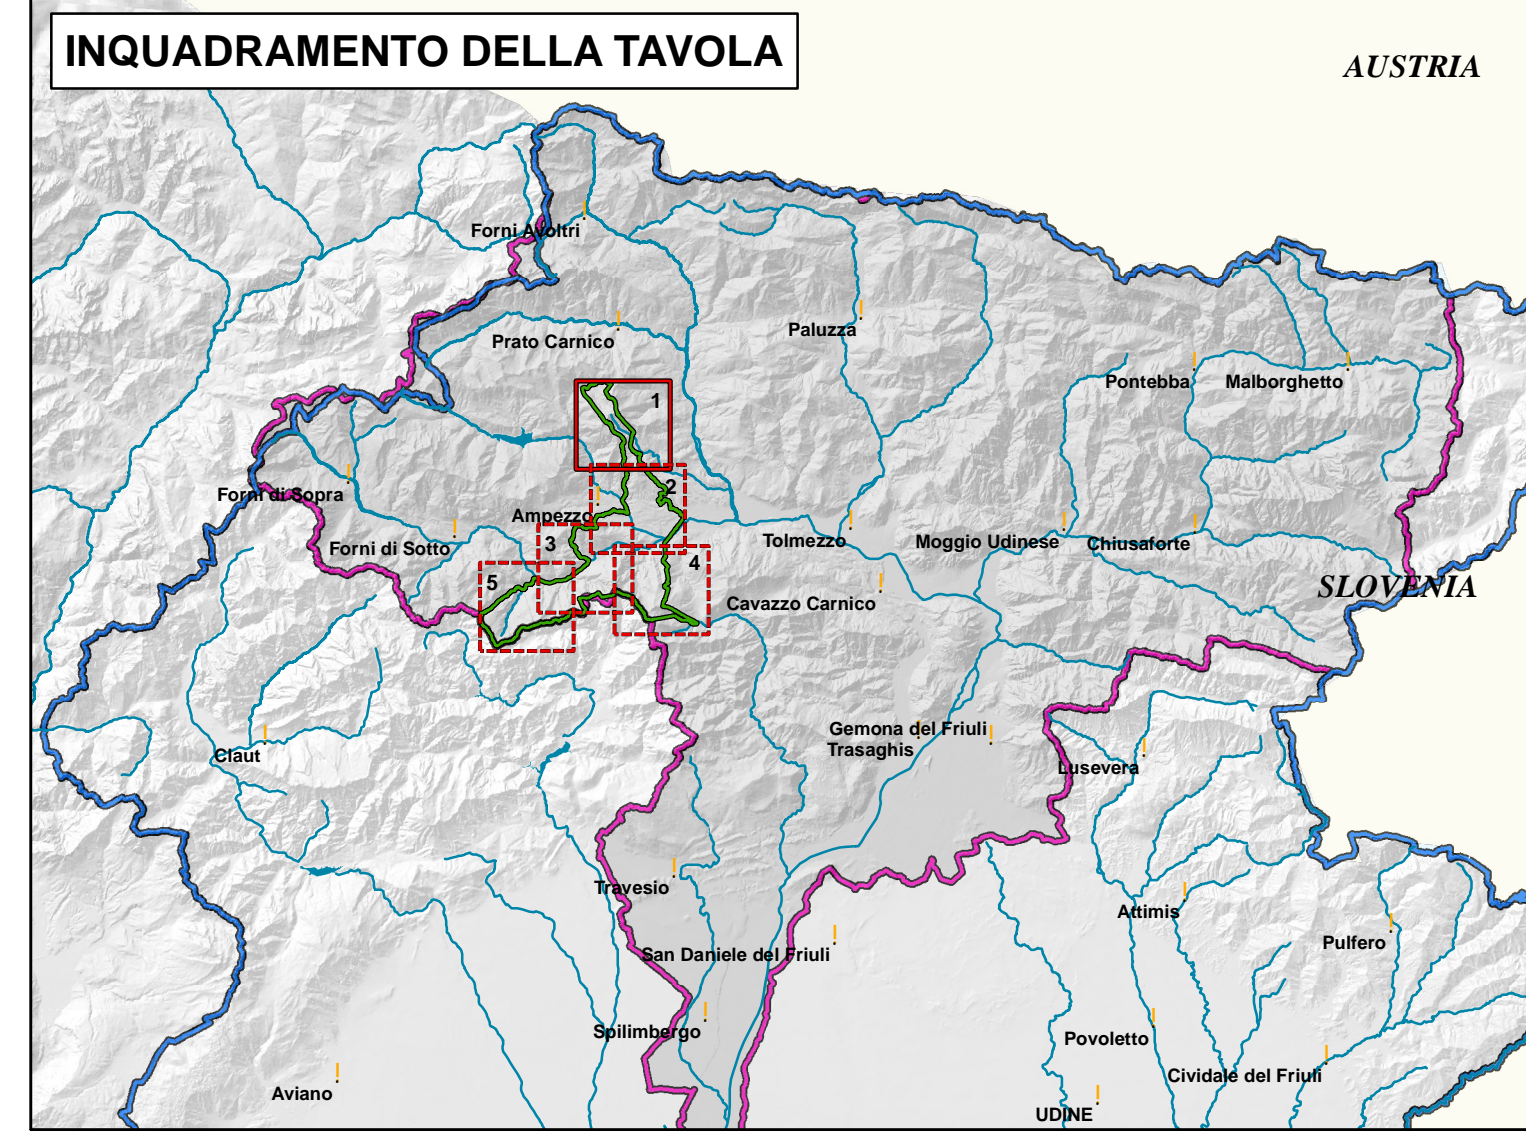 INQUADRAMENTO DELLA TAVOLA
AUSTRIA
Forni Avoltri
Paluzza
Prato Carnico
Pontebba
Malborghetto
1
2
Forni di Sopra
Ampezzo
Forni di Sotto
3
Tolmezzo
Moggio Udinese
Chiusaforte
4
5
SLOVENIA
Cavazzo Carnico
Gemona del Friuli
Trasaghis
Claut
Lusevera
Travesio
Attimis
Pulfero
San Daniele del Friuli
Spilimbergo
Povoletto
Cividale del Friuli
Aviano
UDINE